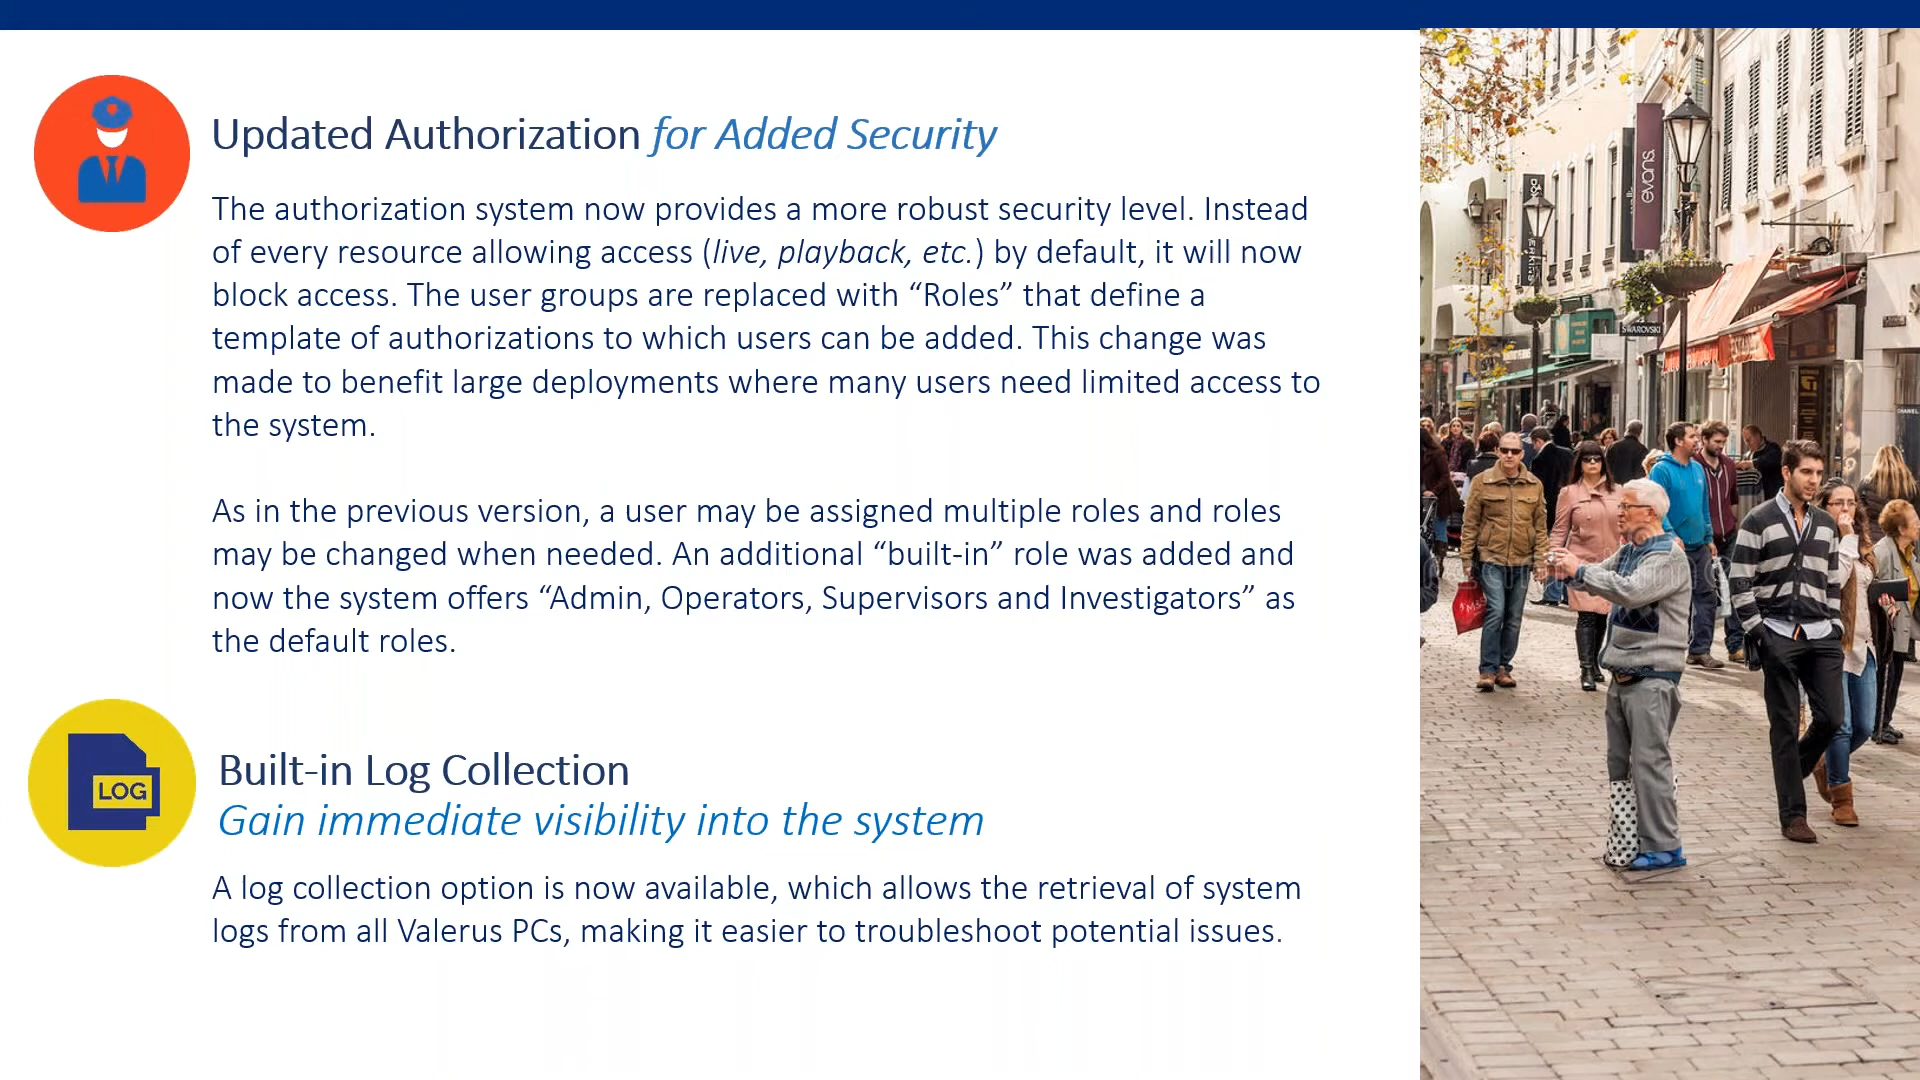 Updated Authorization for Added Security
The authorization system now provides a more robust security level. Instead
of every resource allowing access (live, playback, etc.) by default, it will now
block access. The user groups are replaced with “Roles” that define a
template of authorizations to which users can be added. This change was
made to benefit large deployments where many users need limited access to
the system.
As in the previous version, a user may be assigned multiple roles and roles
may be changed when needed. An additional “built-in” role was added and
now the system offers “Admin, Operators, Supervisors and Investigators” as
the default roles.
LOG
Built-in Log Collection
Gain immediate visibility into the system
A log collection option is now available, which allows the retrieval of system
logs from all Valerus PCs, making it easier to troubleshoot potential issues.
evans
SWAROVSKI
CHANEL